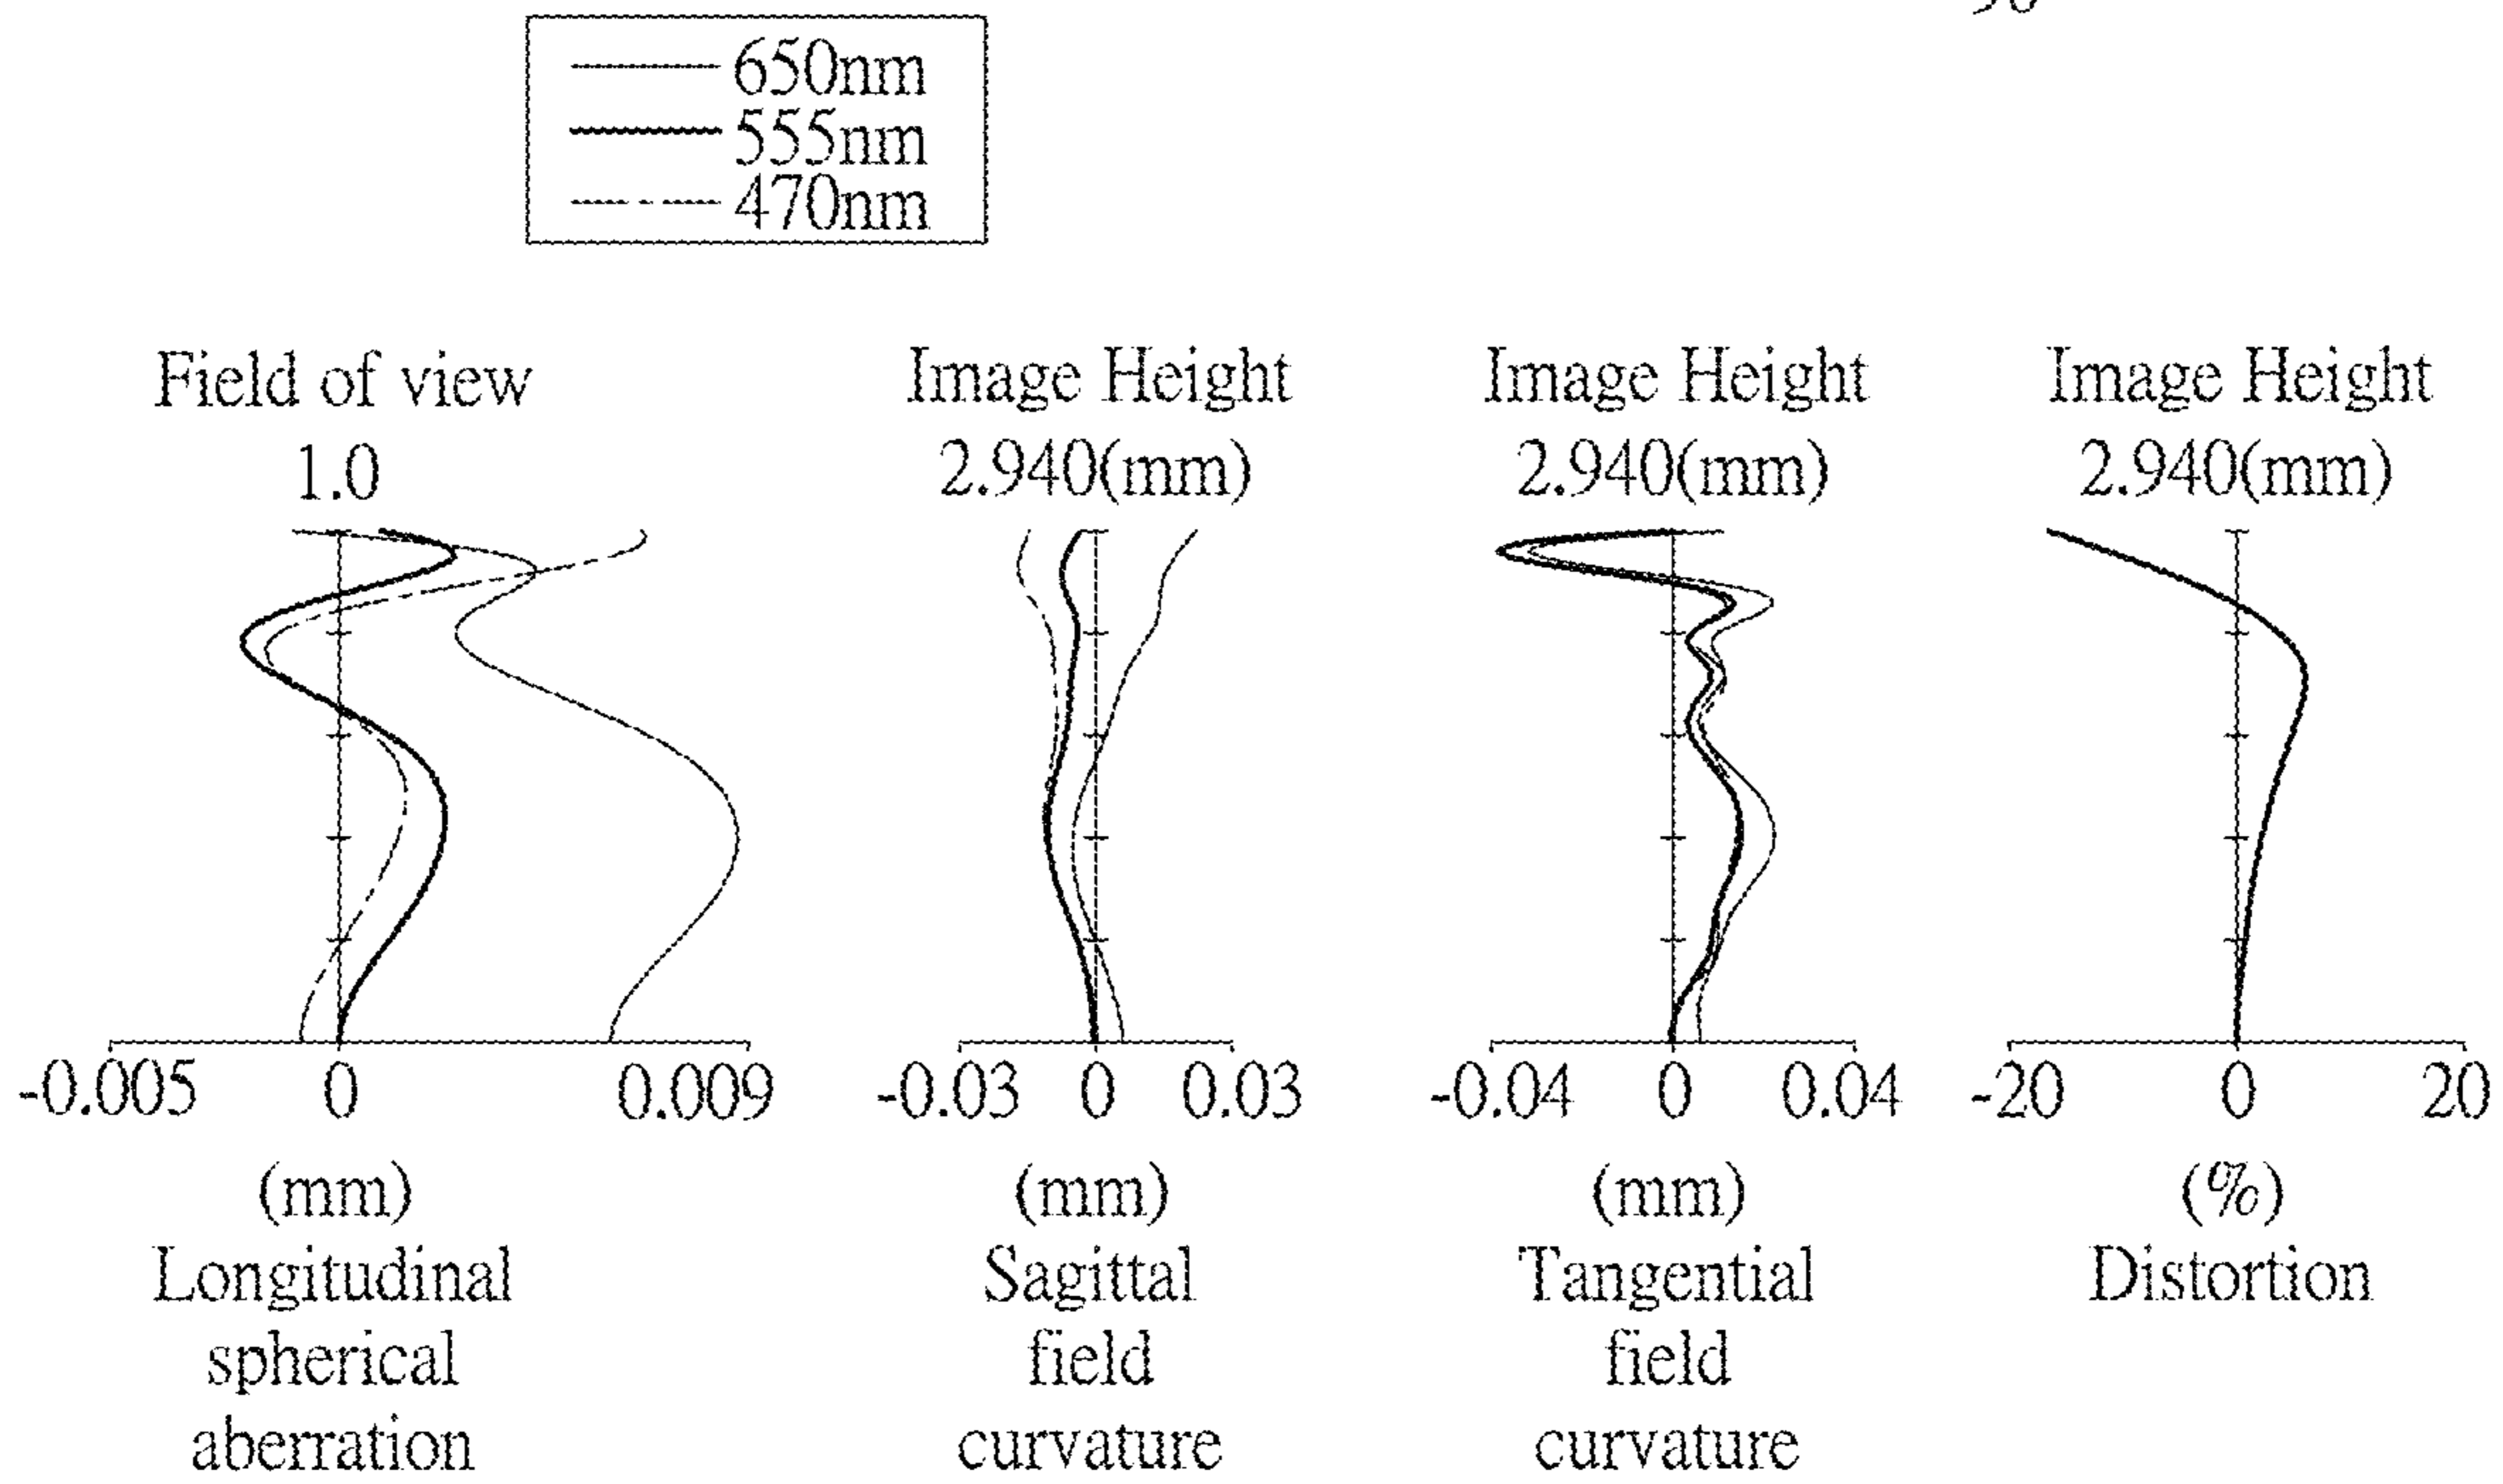 650nm
555nm
470nm
Field of view
1.0
Image Height
2.940(mm)
Image Height
2.940(mm)
Image Height
2.940(mm)
-0.005 0 0.009
(mm)
Longitudinal
spherical
aberration
-0.03 0 0.03
(mm)
Sagittal
field
curvature
-0.04 0 0.04
(mm)
Tangential
field
curvature
-20 0 20
(%)
Distortion